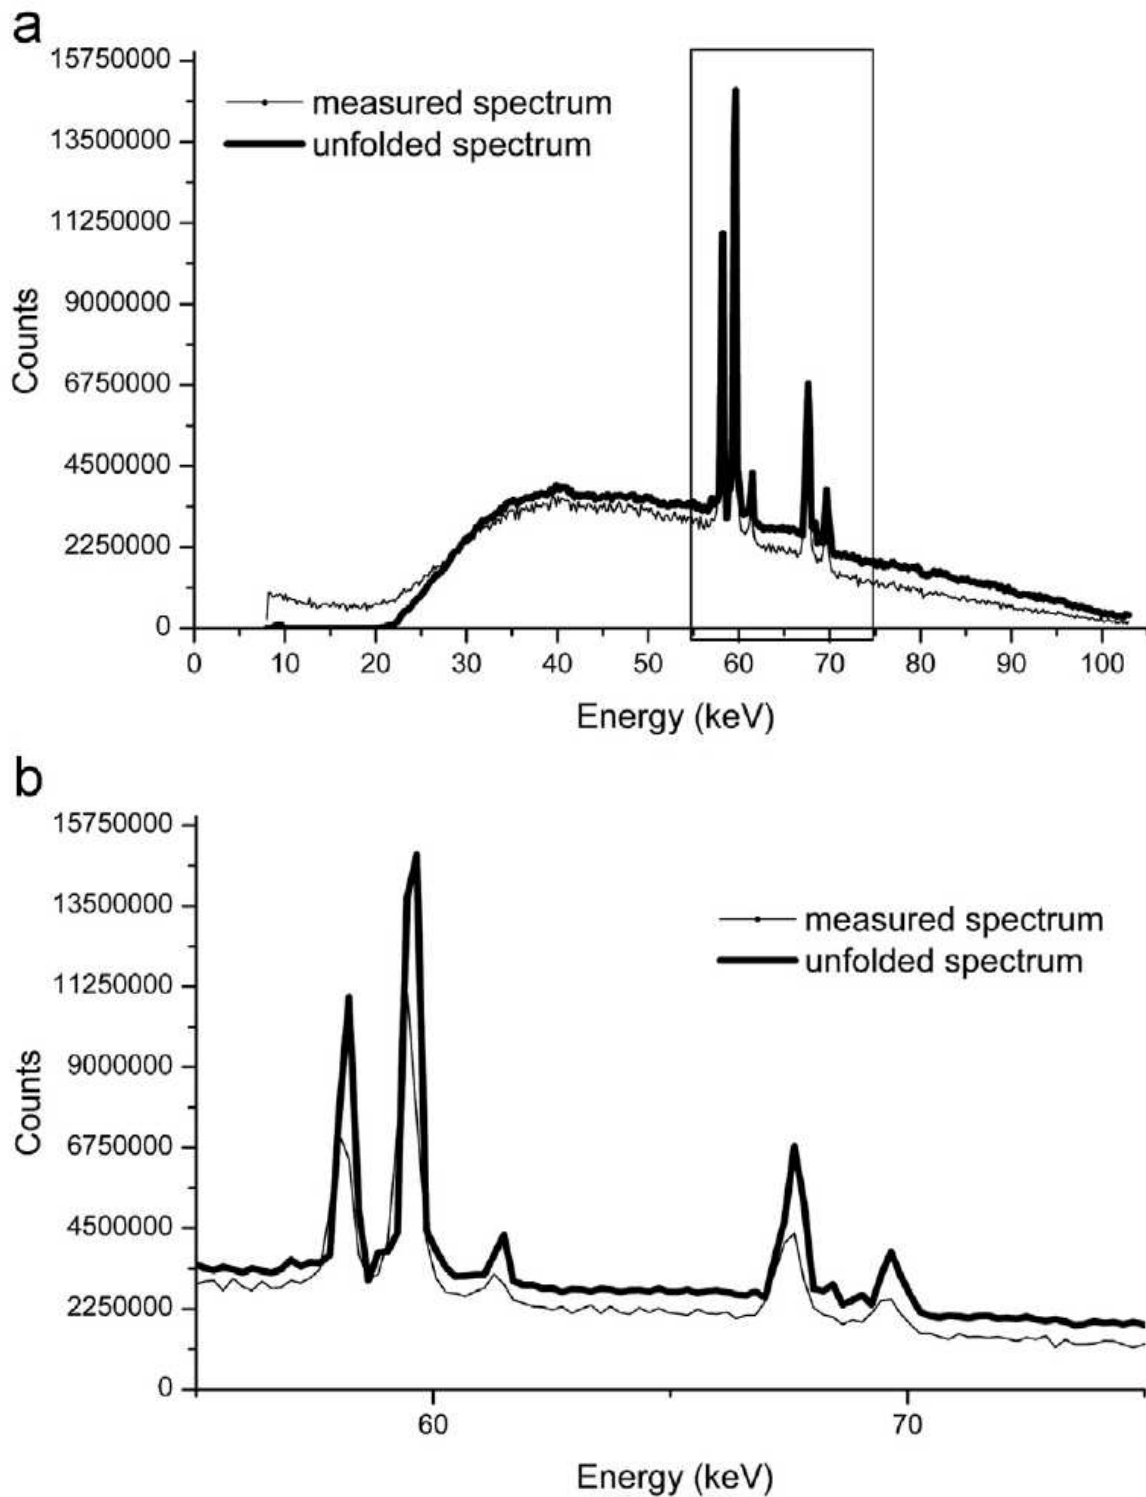 a
15750000
13500000
11250000
9000000
6750000
4500000
2250000
0
Counts
measured spectrum
unfolded spectrum
0 10 20 30 40 50 60 70 80 90 100
Energy (keV)
b
15750000
13500000
11250000
9000000
6750000
4500000
2250000
0
Counts
measured spectrum
unfolded spectrum
60 70
Energy (keV)